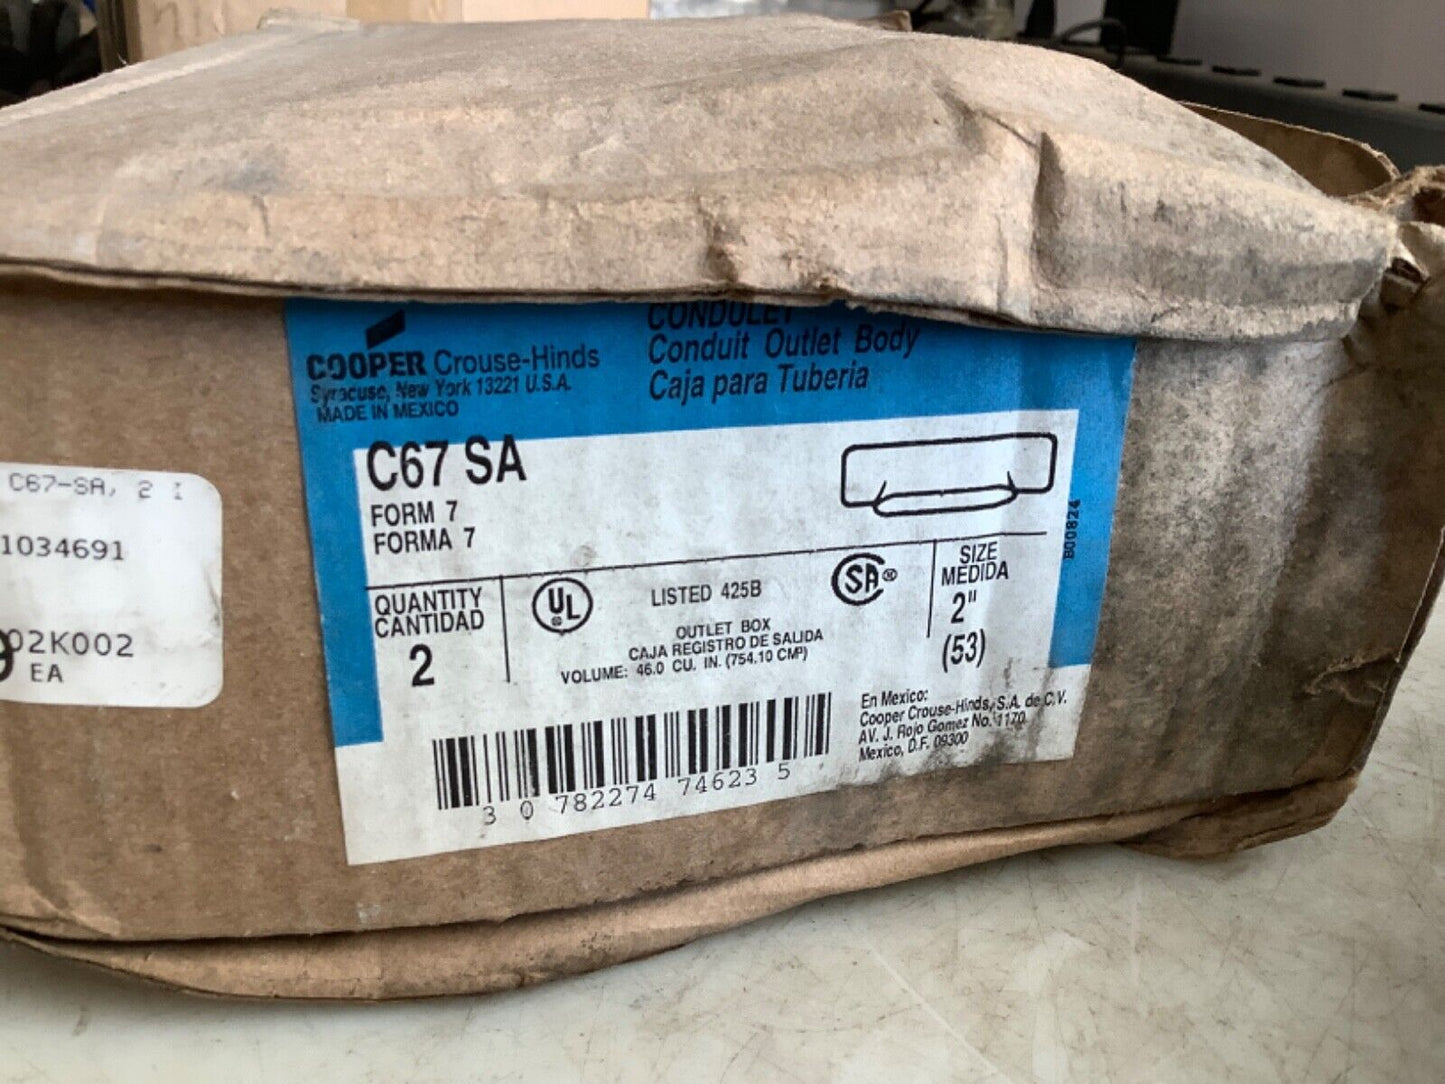 COOPER Crouse-Hinds
Syracuse, New York 13221 U.S.A.
MADE IN MEXICO
CONDULET
Conduit Outlet Body
Caja para Tuberia
C67 SA
FORM 7
FORMA 7
QUANTITY
CANTIDAD
2
UL
LISTED 425B
SA
OUTLET BOX
CAJA REGISTRO DE SALIDA
VOLUME: 46.0 CU. IN. (754.10 CMP)
SIZE
MEDIDA
2"
(53)
B00824
3 0 782274 74623 5
En Mexico:
Cooper Crouse-Hinds, S.A. de C.V.
AV. J. Rojo Gomez No. 1170
Mexico, D.F. 09300
C67-SA, 2 I
1034691
02K002
EA